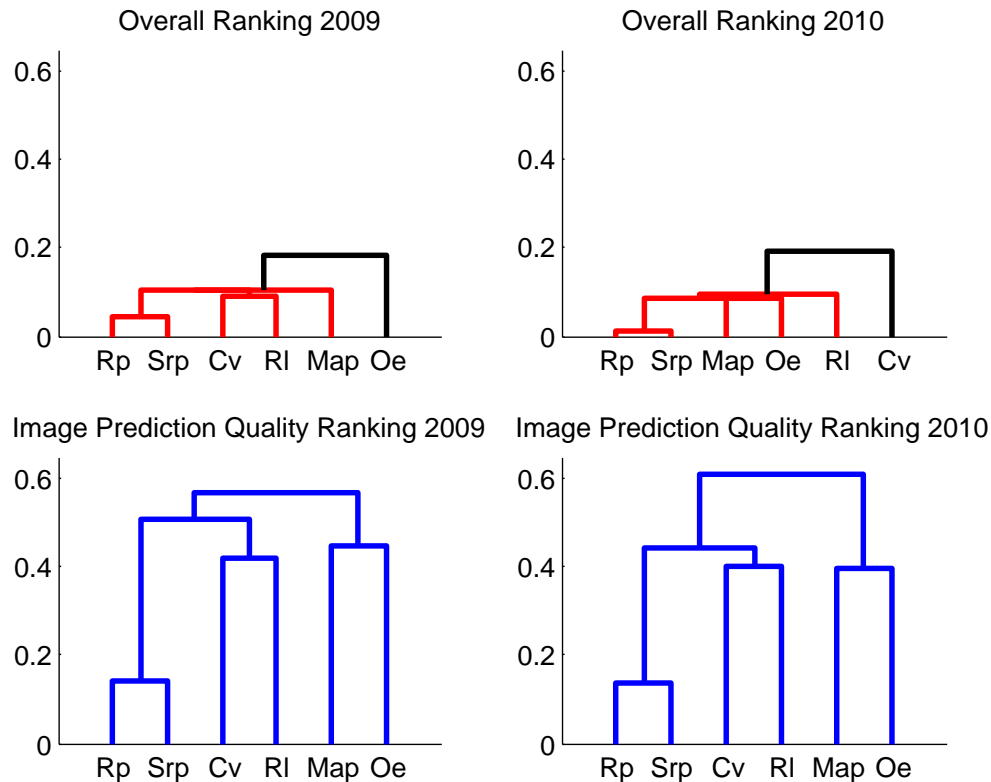 Overall Ranking 2009
0.6
0.4
0.2
0
Rp Srp Cv Rl Map Oe
Overall Ranking 2010
0.6
0.4
0.2
0
Rp Srp Map Oe Rl Cv
Image Prediction Quality Ranking 2009
0.6
0.4
0.2
0
Rp Srp Cv Rl Map Oe
Image Prediction Quality Ranking 2010
0.6
0.4
0.2
0
Rp Srp Cv Rl Map Oe